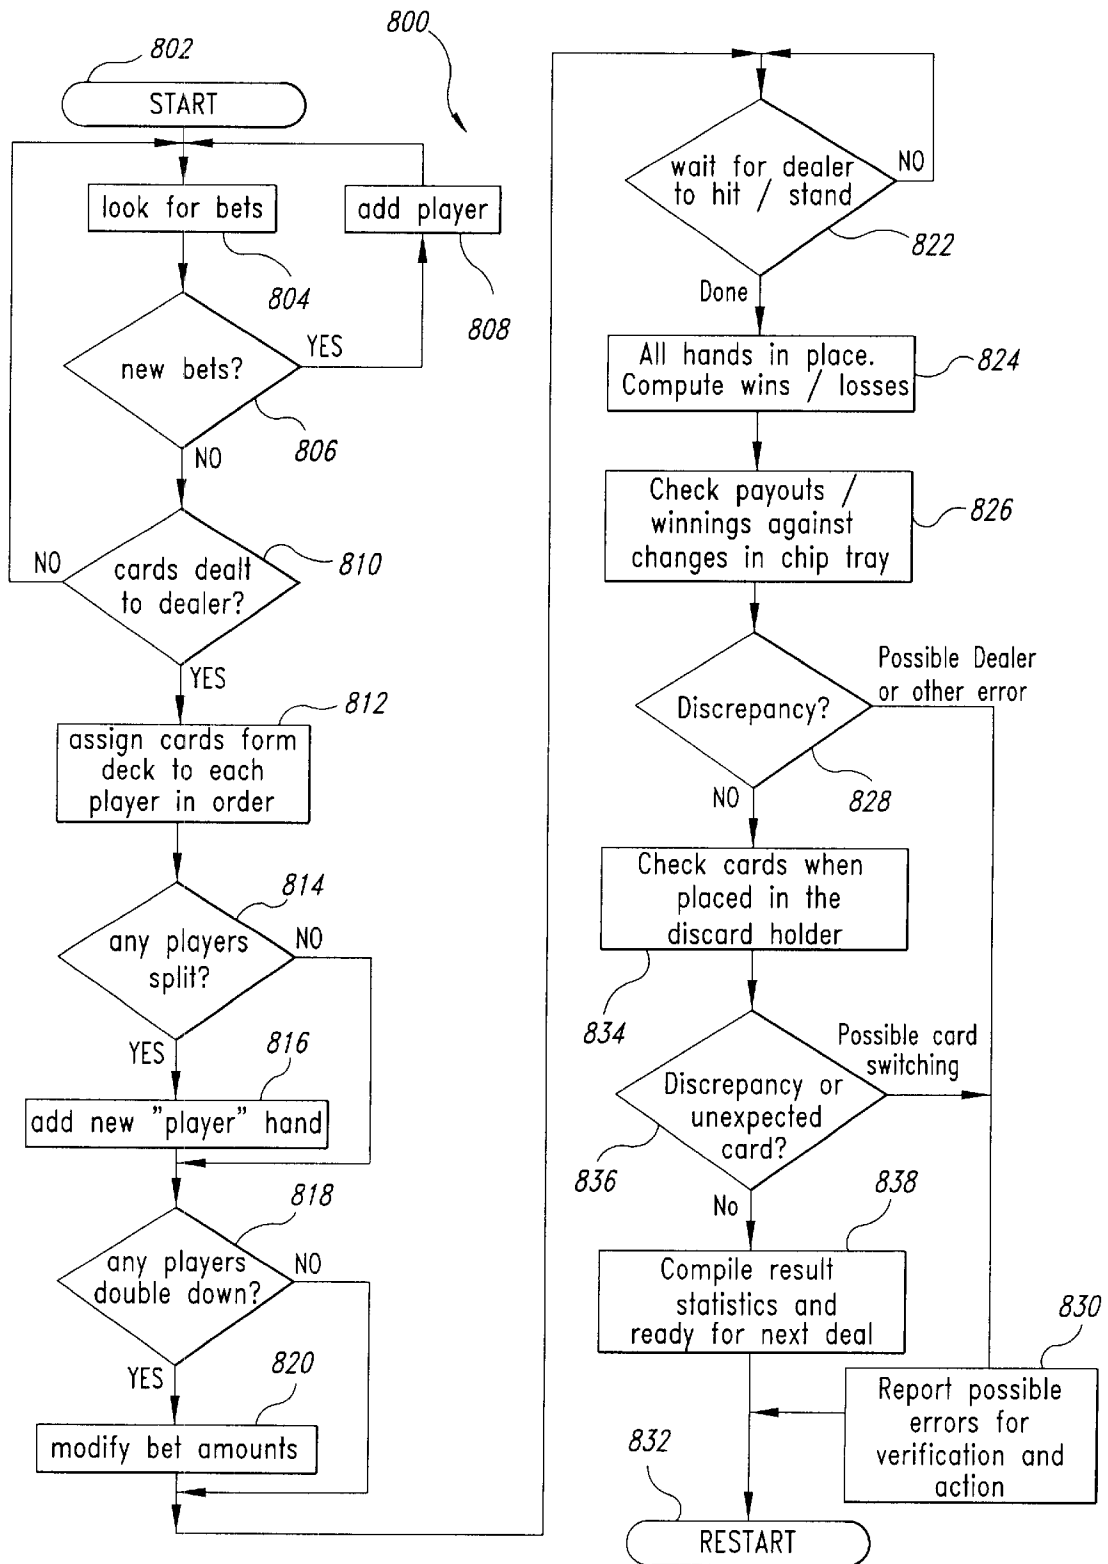 802
START
look for bets
804
add player
808
new bets?
YES
806
NO
cards dealt
to dealer?
810
NO
YES
812
assign cards form
deck to each
player in order
814
any players
split?
NO
YES
816
add new "player" hand
818
any players
double down?
NO
YES
820
modify bet amounts
800
wait for dealer
to hit / stand
NO
822
Done
All hands in place.
Compute wins / losses
824
Check payouts /
winnings against
changes in chip tray
826
Discrepancy?
Possible Dealer
or other error
828
NO
Check cards when
placed in the
discard holder
834
Possible card
switching
Discrepancy or
unexpected
card?
836
No
838
Compile result
statistics and
ready for next deal
830
Report possible
errors for
verification and
action
832
RESTART